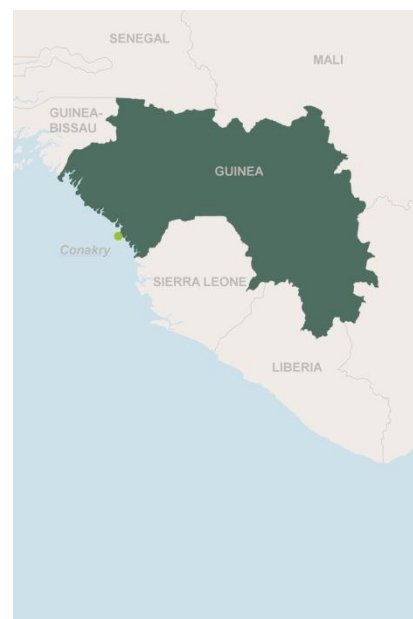 SENEGAL
MALI
GUINEA-
BISSAU
GUINEA
Conakry
SIERRA LEONE
LIBERIA